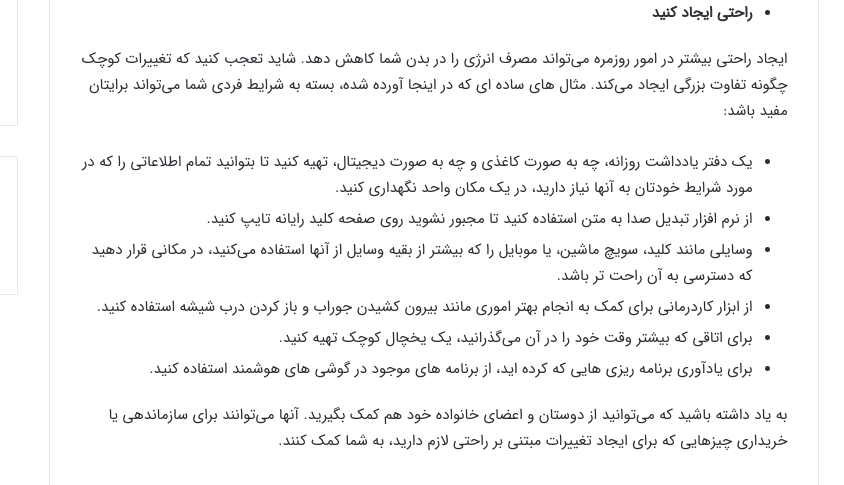 • راحتی ایجاد کنید
ایجاد راحتی بیشتر در امور روزمره می‌تواند مصرف انرژی را در بدن شما کاهش دهد. شاید تعجب کنید که تغییرات کوچک
چگونه تفاوت بزرگی ایجاد می‌کند. مثال های ساده ای که در اینجا آورده شده، بسته به شرایط فردی شما می‌تواند برایتان
مفید باشد:
• یک دفتر یادداشت روزانه، چه به صورت کاغذی و چه به صورت دیجیتال، تهیه کنید تا بتوانید تمام اطلاعاتی را که در
مورد شرایط خودتان به آنها نیاز دارید، در یک مکان واحد نگهداری کنید.
• از نرم افزار تبدیل صدا به متن استفاده کنید تا مجبور نشوید روی صفحه کلید رایانه تایپ کنید.
• وسایلی مانند کلید، سویچ ماشین، یا موبایل را که بیشتر از بقیه وسایل از آنها استفاده می‌کنید، در مکانی قرار دهید
که دسترسی به آن راحت تر باشد.
• از ابزار کاردرمانی برای کمک به انجام بهتر اموری مانند بیرون کشیدن جوراب و باز کردن درب شیشه استفاده کنید.
• برای اتاقی که بیشتر وقت خود را در آن می‌گذرانید، یک یخچال کوچک تهیه کنید.
• برای یادآوری برنامه ریزی هایی که کرده اید، از برنامه های موجود در گوشی های هوشمند استفاده کنید.
به یاد داشته باشید که می‌توانید از دوستان و اعضای خانواده خود هم کمک بگیرید. آنها می‌توانند برای سازماندهی یا
خریداری چیزهایی که برای ایجاد تغییرات مبتنی بر راحتی لازم دارید، به شما کمک کنند.